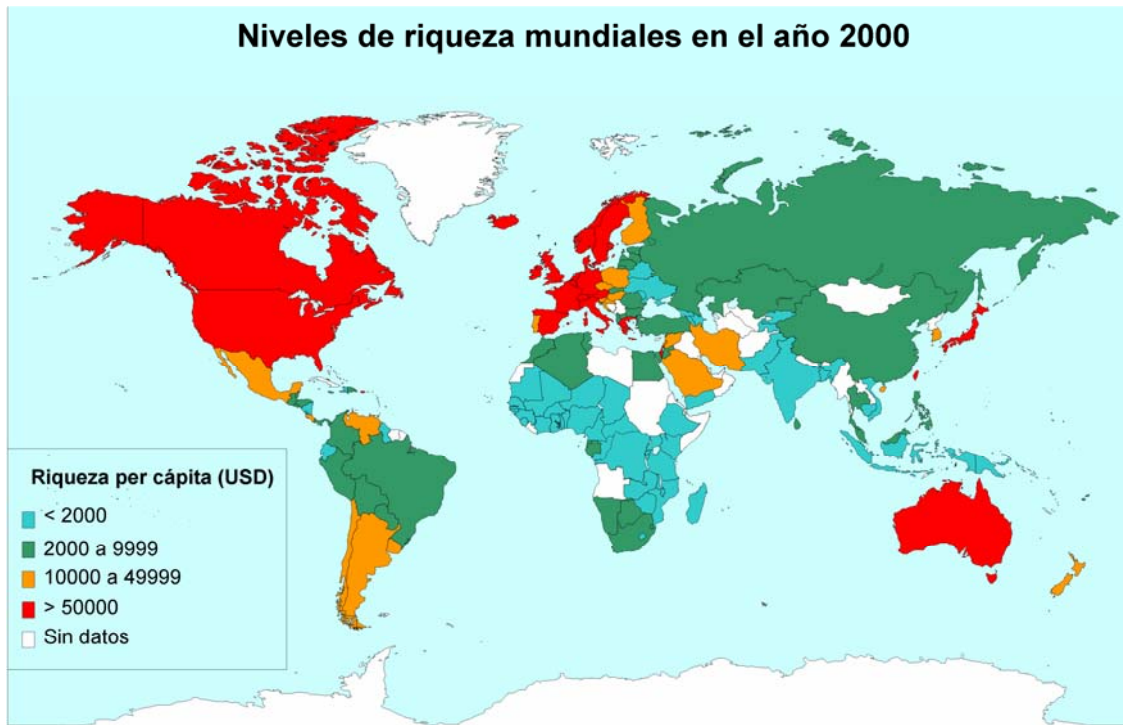 Niveles de riqueza mundiales en el año 2000
Riqueza per cápita (USD)
< 2000
2000 a 9999
10000 a 49999
> 50000
Sin datos